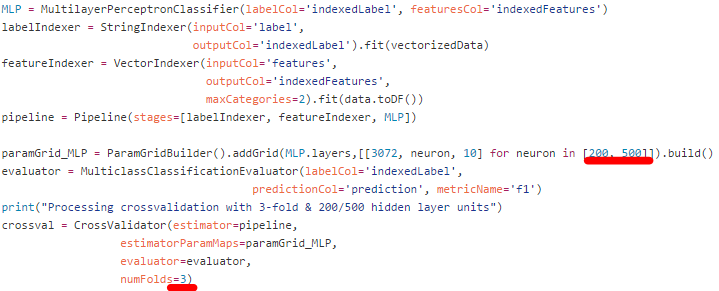 MLP = MultilayerPerceptronClassifier(labelCol='indexedLabel', featuresCol='indexedFeatures')
labelIndexer = StringIndexer(inputCol='label',
outputCol='indexedLabel').fit(vectorizedData)
featureIndexer = VectorIndexer(inputCol='features',
outputCol='indexedFeatures',
maxCategories=2).fit(data.toDF())
pipeline = Pipeline(stages=[labelIndexer, featureIndexer, MLP])
paramGrid_MLP = ParamGridBuilder().addGrid(MLP.layers,[[3072, neuron, 10] for neuron in [200, 500]]).build()
evaluator = MulticlassClassificationEvaluator(labelCol='indexedLabel',
predictionCol='prediction', metricName='f1')
print("Processing crossvalidation with 3-fold & 200/500 hidden layer units")
crossval = CrossValidator(estimator=pipeline,
estimatorParamMaps=paramGrid_MLP,
evaluator=evaluator,
numFolds=3)